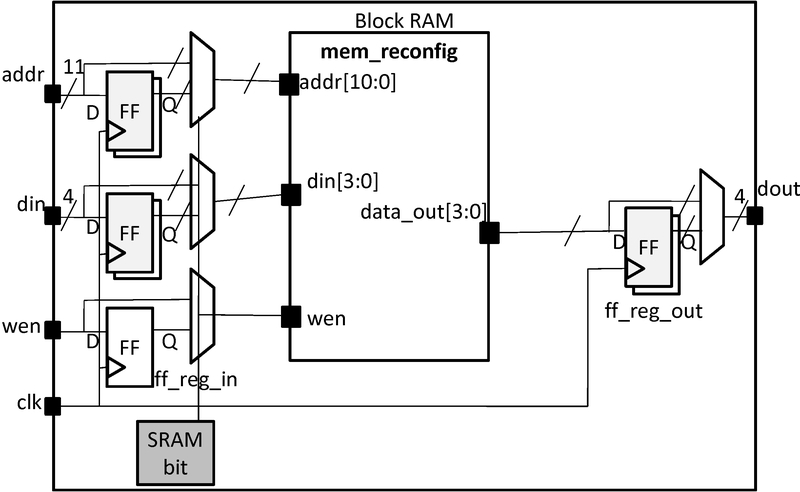 Block RAM
mem_reconfig
addr
11
D
FF
Q
addr[10:0]
din
4
D
FF
Q
din[3:0]
data_out[3:0]
D
FF
Q
4
dout
ff_reg_out
wen
D
FF
Q
wen
ff_reg_in
clk
SRAM
bit